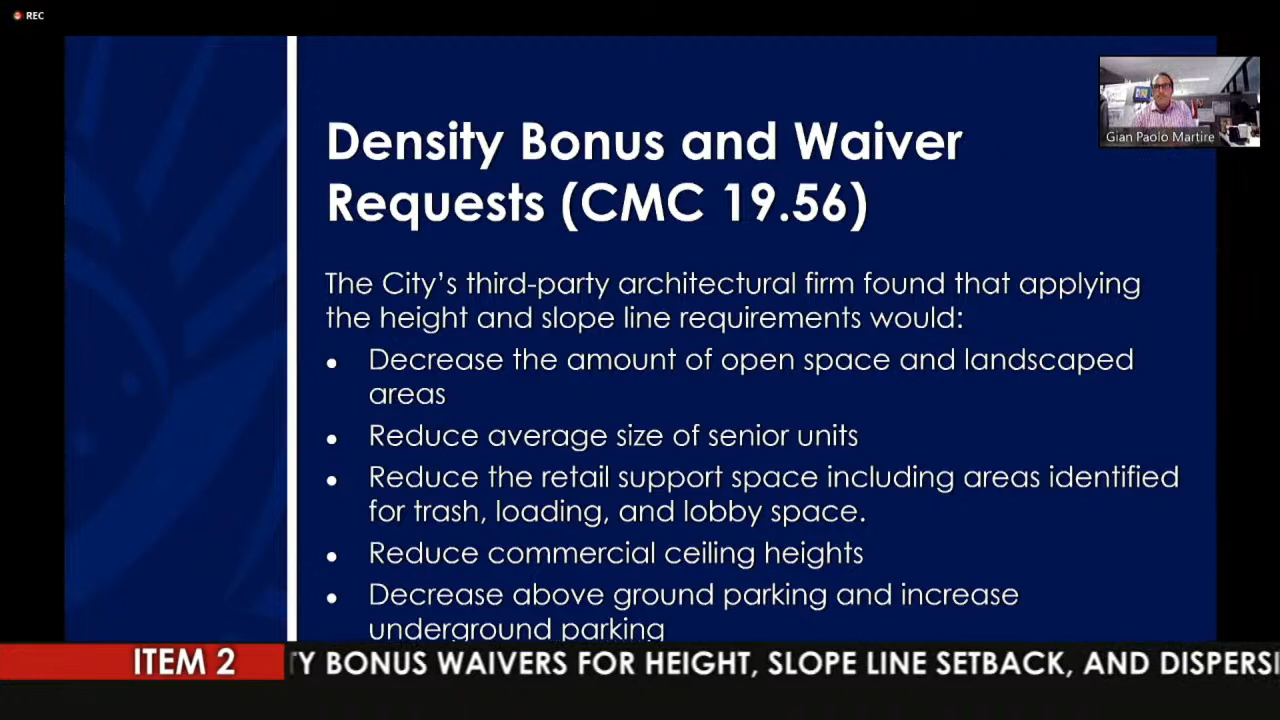 REC
Gian Paolo Martire
Density Bonus and Waiver
Requests (CMC 19.56)
The City's third-party architectural firm found that applying
the height and slope line requirements would:
• Decrease the amount of open space and landscaped
areas
• Reduce average size of senior units
• Reduce the retail support space including areas identified
for trash, loading, and lobby space.
• Reduce commercial ceiling heights
• Decrease above ground parking and increase
underground parking
ITEM 2
TY BONUS WAIVERS FOR HEIGHT, SLOPE LINE SETBACK, AND DISPERSI